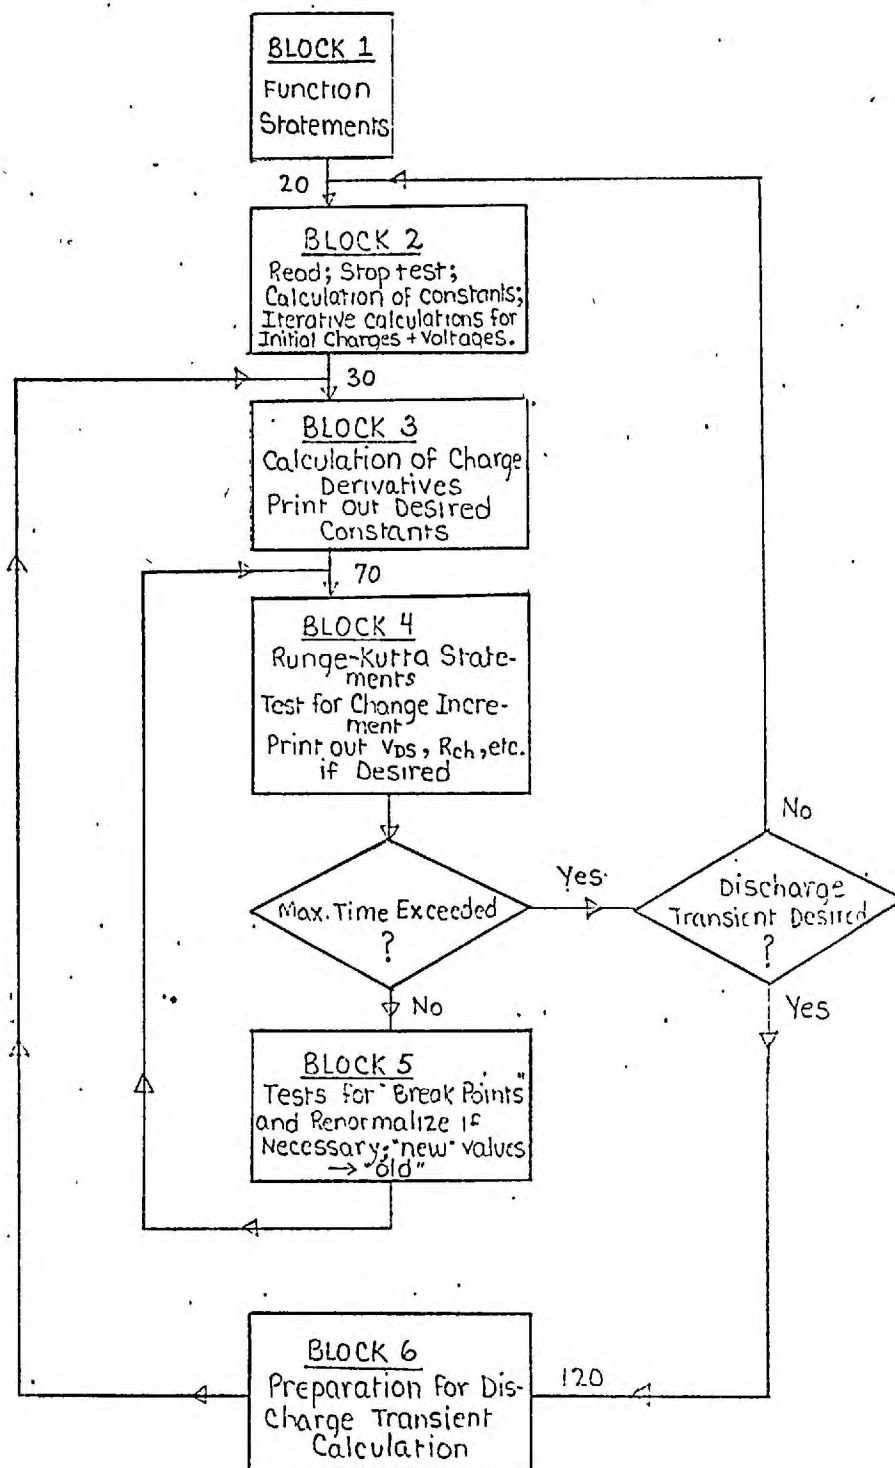 BLOCK 1
Function
Statements
20
BLOCK 2
Read; Stop test;
Calculation of constants;
Iterative calculations for
Initial Charges + Voltages.
30
BLOCK 3
Calculation of Charge
Derivatives
Print Out Desired
Constants
70
BLOCK 4
Runge-Kutta State-
ments
Test for Change Incre-
ment
Print out VDS, Rch, etc.
if Desired
Max. Time Exceeded
?
Yes
No
Discharge
Transient Desired
?
No
Yes
BLOCK 5
Tests for "Break Points"
and Renormalize if
Necessary; "new" values
→ "old"
BLOCK 6
Preparation for Dis-
charge Transient
Calculation
120